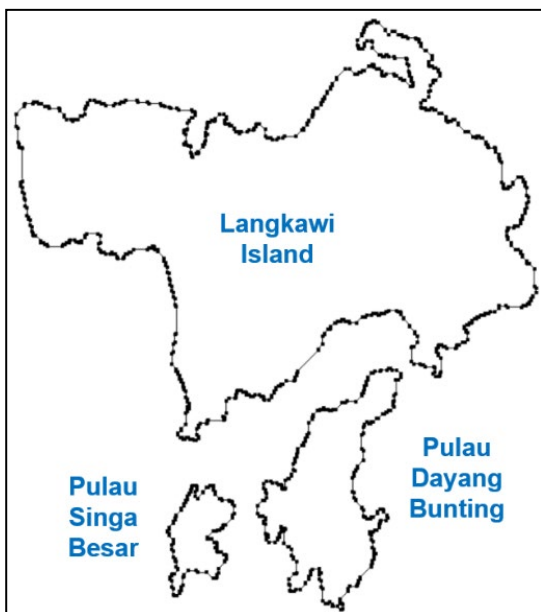 Langkawi
Island
Pulau
Dayang
Bunting
Pulau
Singa
Besar